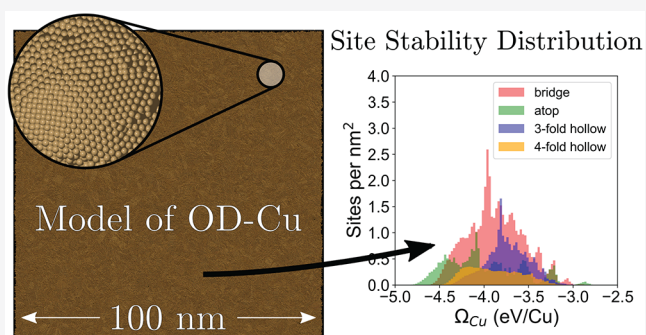 Site Stability Distribution
Model of OD-Cu
100 nm
Sites per nm²
4.0
3.5
3.0
2.5
2.0
1.5
1.0
0.5
0.0
bridge
atop
3-fold hollow
4-fold hollow
−5.0 −4.5 −4.0 −3.5 −3.0 −2.5
Ω_Cu (eV/Cu)